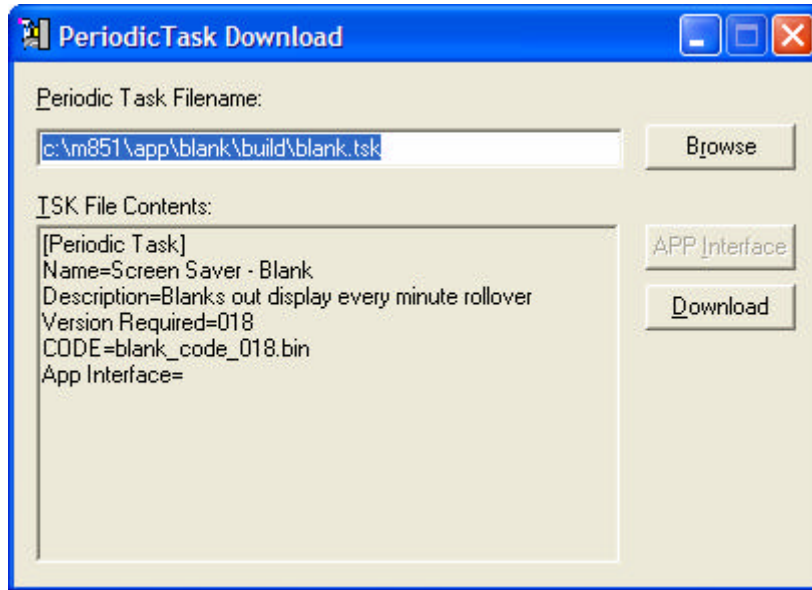 PeriodicTask Download
Periodic Task Filename:
c:\m851\app\blank\build\blank.tsk
Browse
TSK File Contents:
[Periodic Task]
Name=Screen Saver - Blank
Description=Blanks out display every minute rollover
Version Required=018
CODE=blank_code_018.bin
App Interface=
APP Interface
Download